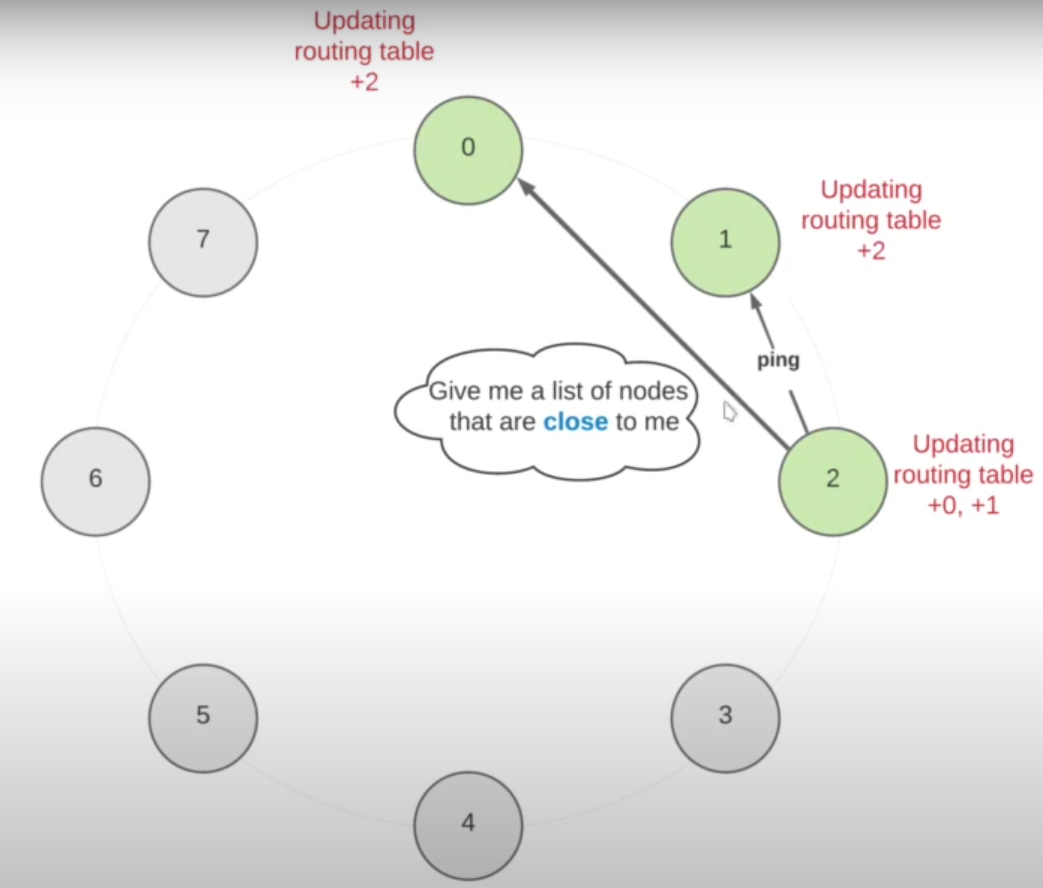 Updating
routing table
+2
0
7
1
Updating
routing table
+2
ping
Give me a list of nodes
that are close to me
6
2
Updating
routing table
+0, +1
5
3
4